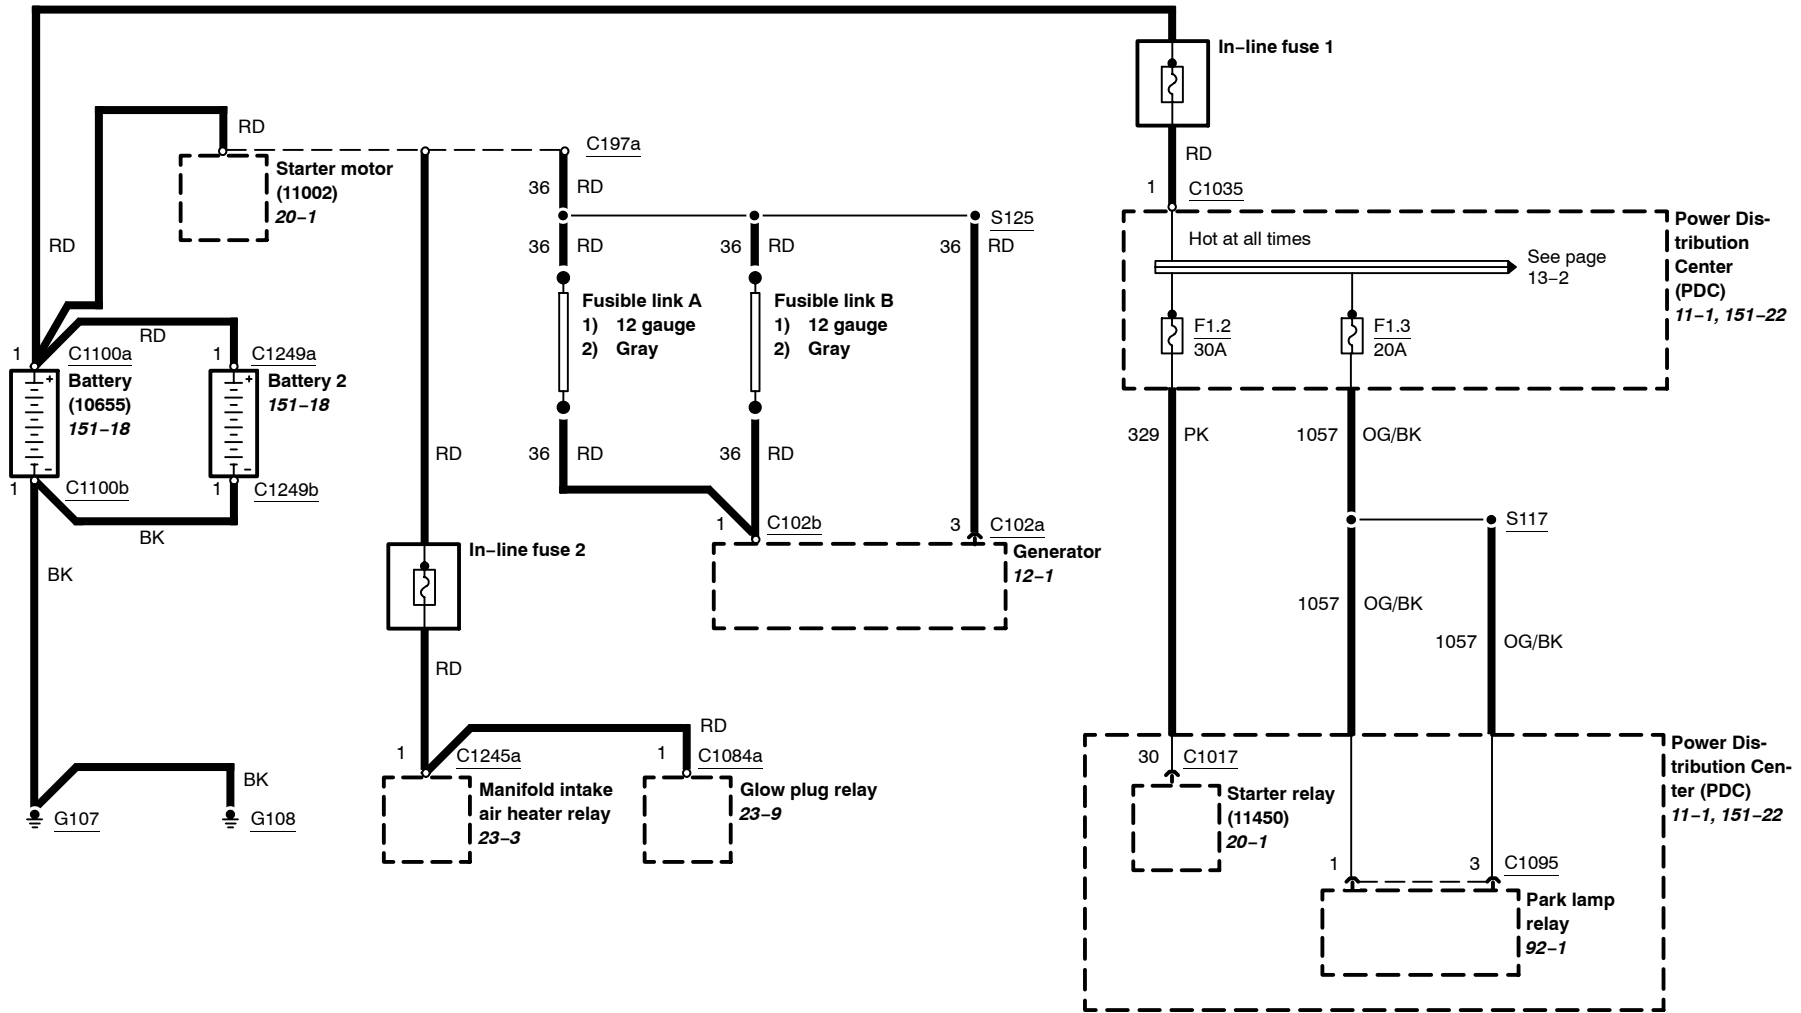 In–line fuse 1
RD
RD
1 C1035
Hot at all times
See page
13–2
F1.2
30A
F1.3
20A
Power Dis-
tribution
Center
(PDC)
11–1, 151–22
RD
Starter motor
(11002)
20–1
C197a
36 RD
S125
36 RD
36 RD
36 RD
RD
RD
1 C1100a
1 C1249a
Battery
(10655)
151–18
Battery 2
151–18
1 C1100b
1 C1249b
BK
BK
Fusible link A
1) 12 gauge
2) Gray
Fusible link B
1) 12 gauge
2) Gray
RD
36 RD
36 RD
1 C102b
3 C102a
Generator
12–1
In–line fuse 2
RD
329 PK
1057 OG/BK
S117
1057 OG/BK
1057 OG/BK
BK
G107
G108
RD
1 C1245a
1 C1084a
Manifold intake
air heater relay
23–3
Glow plug relay
23–9
30 C1017
Starter relay
(11450)
20–1
Power Dis-
tribution Cen-
ter (PDC)
11–1, 151–22
1
3 C1095
Park lamp
relay
92–1